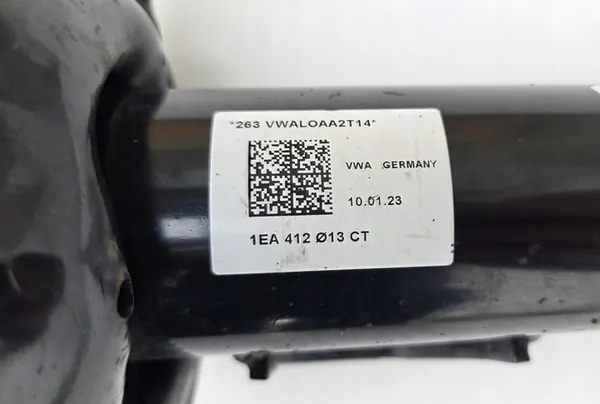 *263 VWALOAA2T14*
VWA GERMANY
10.01.23
1EA 412 Ø13 CT